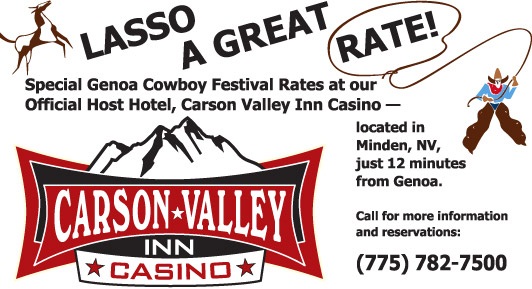 LASSO
A GREAT
RATE!
Special Genoa Cowboy Festival Rates at our
Official Host Hotel, Carson Valley Inn Casino —
located in
Minden, NV,
just 12 minutes
from Genoa.
CARSON★VALLEY
INN
★CASINO★
Call for more information
and reservations:
(775) 782-7500